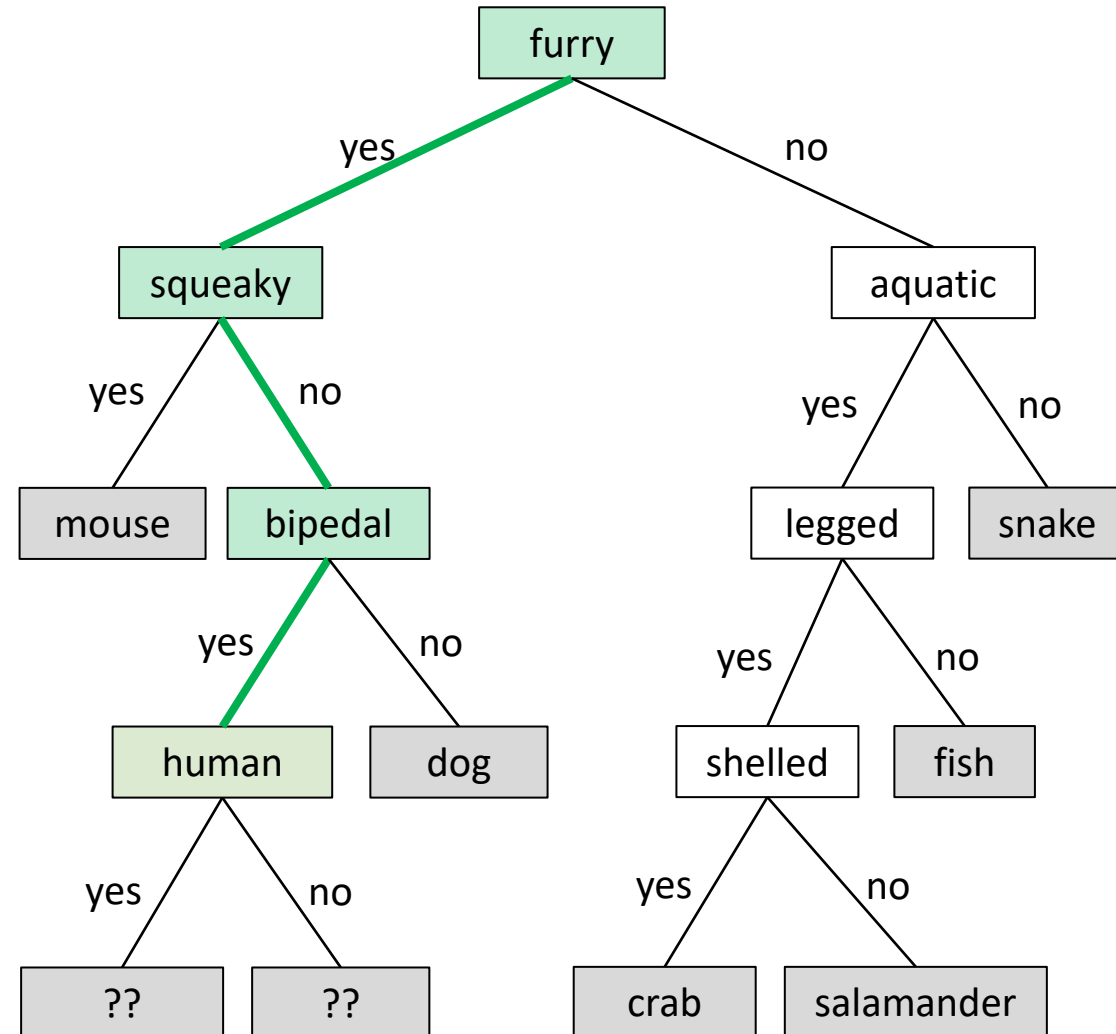 furry
yes
no
squeaky
aquatic
yes
no
yes
no
mouse
bipedal
legged
snake
yes
no
yes
no
human
dog
shelled
fish
yes
no
yes
no
??
??
crab
salamander